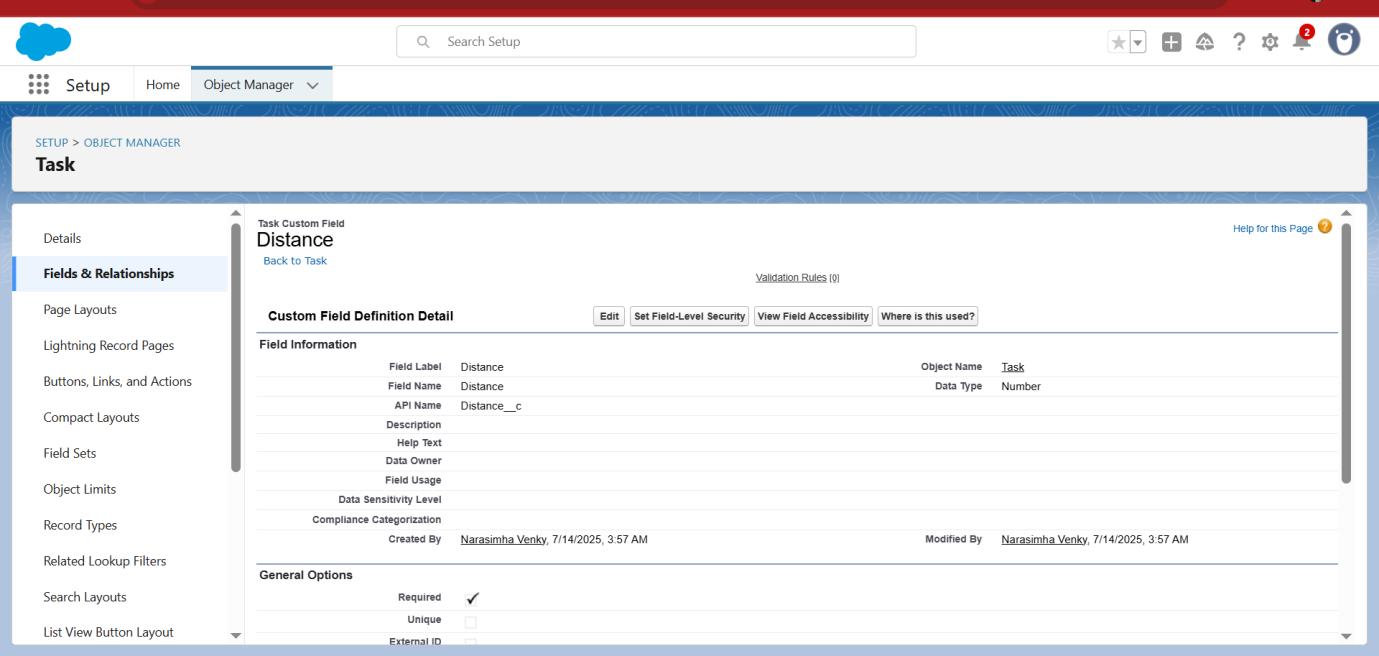 Search Setup
2
Setup
Home
Object Manager
SETUP > OBJECT MANAGER
Task
Details
Fields & Relationships
Page Layouts
Lightning Record Pages
Buttons, Links, and Actions
Compact Layouts
Field Sets
Object Limits
Record Types
Related Lookup Filters
Search Layouts
List View Button Layout
Task Custom Field
Distance
Back to Task
Help for this Page ?
Validation Rules [0]
Custom Field Definition Detail
Edit
Set Field-Level Security
View Field Accessibility
Where is this used?
Field Information
Field Label Distance Object Name Task
Field Name Distance Data Type Number
API Name Distance__c
Description
Help Text
Data Owner
Field Usage
Data Sensitivity Level
Compliance Categorization
Created By Narasimha Venky, 7/14/2025, 3:57 AM Modified By Narasimha Venky, 7/14/2025, 3:57 AM
General Options
Required
Unique
External ID